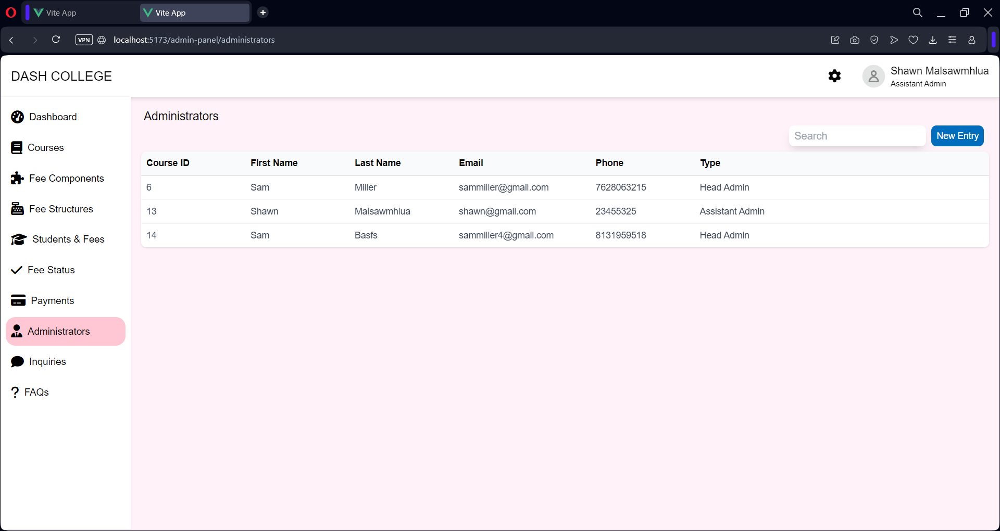 Vite App
Vite App
VPN
localhost:5173/admin-panel/administrators
DASH COLLEGE
Shawn Malsawmhlua
Assistant Admin
Dashboard
Courses
Fee Components
Fee Structures
Students & Fees
Fee Status
Payments
Administrators
Inquiries
FAQs
Administrators
Search
New Entry
Course ID FIrst Name Last Name Email Phone Type
6 Sam Miller sammiller@gmail.com 7628063215 Head Admin
13 Shawn Malsawmhlua shawn@gmail.com 23455325 Assistant Admin
14 Sam Basfs sammiller4@gmail.com 8131959518 Head Admin